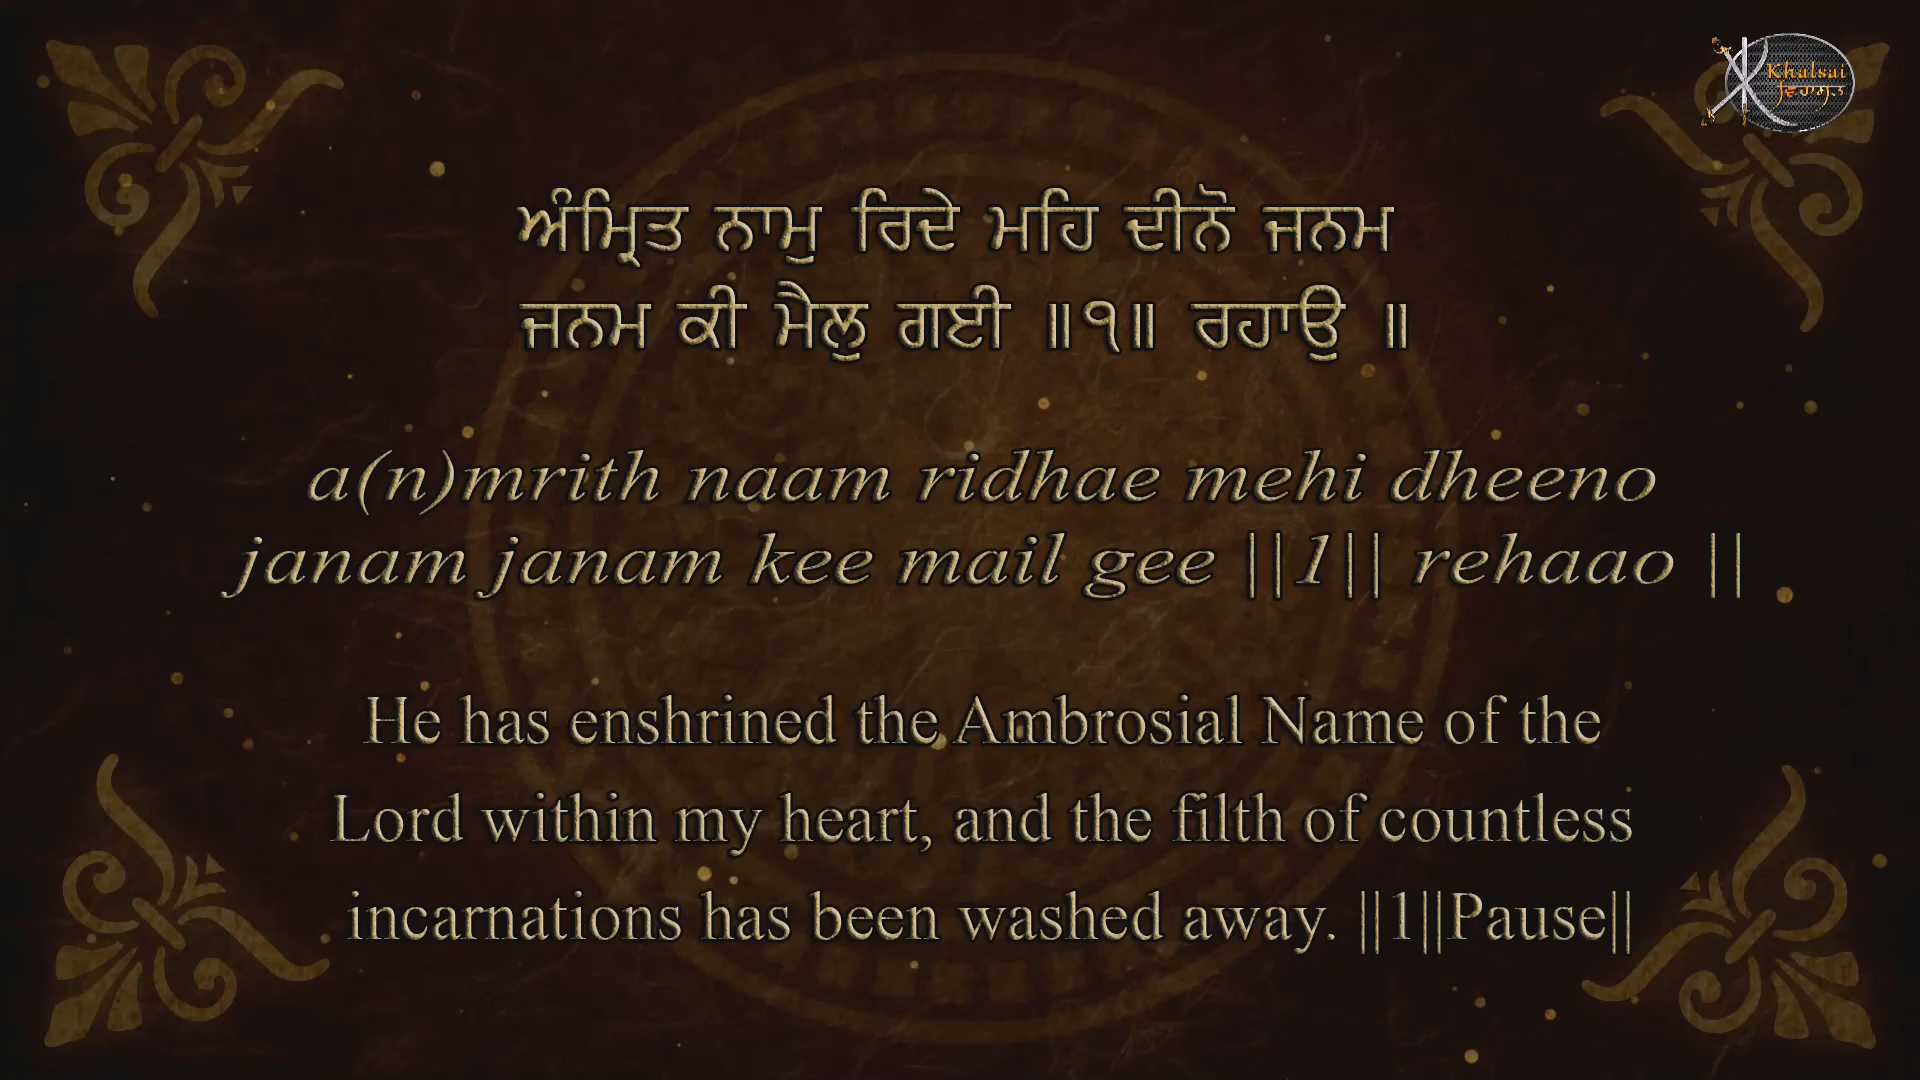 Khalsai
ਵਿਰਾਸਤ
ਅੰਮ੍ਰਿਤ ਨਾਮੁ ਰਿਦੇ ਮਹਿ ਦੀਨੋ ਜਨਮ
ਜਨਮ ਕੀ ਮੈਲੁ ਗਈ ॥੧॥ ਰਹਾਉ ॥
a(n)mrith naam ridhae mehi dheeno
janam janam kee mail gee ||1|| rehaao ||
He has enshrined the Ambrosial Name of the
Lord within my heart, and the filth of countless
incarnations has been washed away. ||1||Pause||